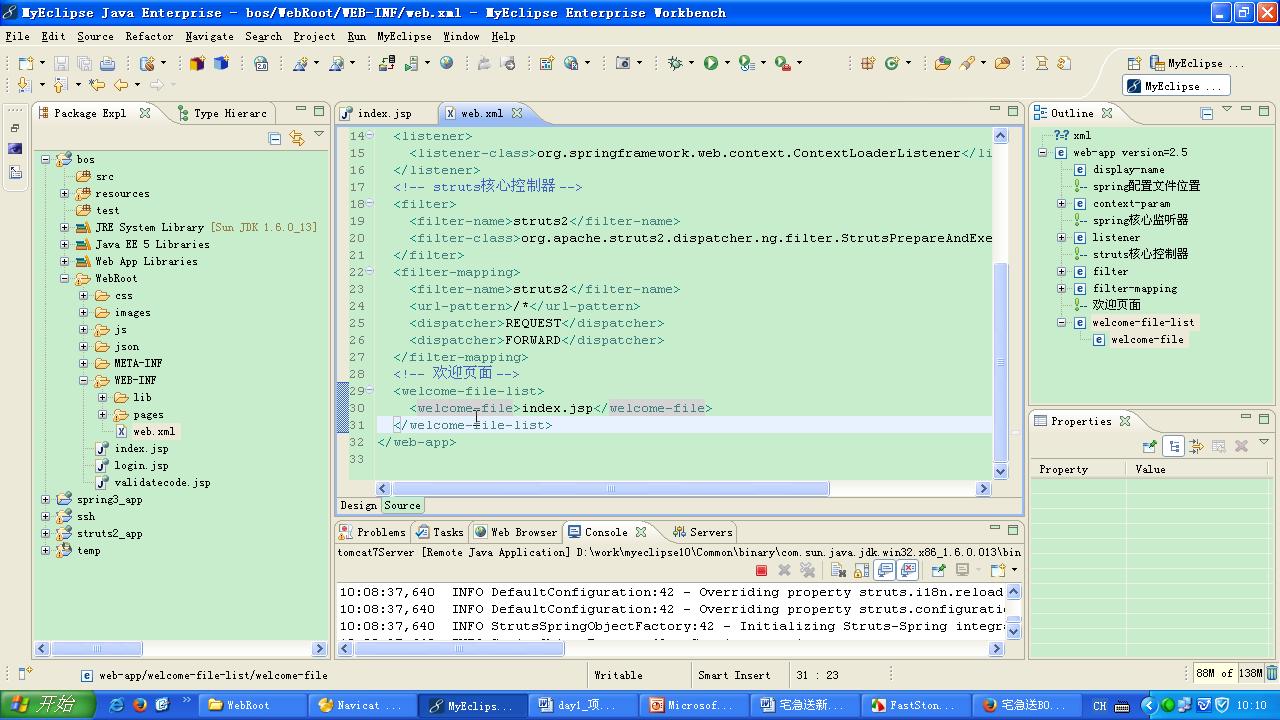 MyEclipse Java Enterprise - bos/WebRoot/WEB-INF/web.xml - MyEclipse Enterprise Workbench
File Edit Source Refactor Navigate Search Project Run MyEclipse Window Help
MyEclipse ...
MyEclipse ...
Package Expl
Type Hierarc
bos
src
resources
test
JRE System Library [Sun JDK 1.6.0_13]
Java EE 5 Libraries
Web App Libraries
WebRoot
css
images
js
json
META-INF
WEB-INF
lib
pages
web.xml
index.jsp
login.jsp
validatecode.jsp
spring3_app
ssh
struts2_app
temp
index.jsp
web.xml
14 <listener>
15 <listener-class>org.springframework.web.context.ContextLoaderListener</li
16 </listener>
17 <!-- struts核心控制器 -->
18 <filter>
19 <filter-name>struts2</filter-name>
20 <filter-class>org.apache.struts2.dispatcher.ng.filter.StrutsPrepareAndExe
21 </filter>
22 <filter-mapping>
23 <filter-name>struts2</filter-name>
24 <url-pattern>/*</url-pattern>
25 <dispatcher>REQUEST</dispatcher>
26 <dispatcher>FORWARD</dispatcher>
27 </filter-mapping>
28 <!-- 欢迎页面 -->
29 <welcome-file-list>
30 <welcome-file>index.jsp</welcome-file>
31 </welcome-file-list>
32 </web-app>
33
Design Source
Outline
xml
web-app version=2.5
display-name
spring配置文件位置
context-param
spring核心监听器
listener
struts核心控制器
filter
filter-mapping
欢迎页面
welcome-file-list
welcome-file
Properties
Property Value
Problems Tasks Web Browser Console Servers
tomcat7Server [Remote Java Application] D:\work\myeclipse10\Common\binary\com.sun.java.jdk.win32.x86_1.6.0.013\bin
10:08:37,640 INFO DefaultConfiguration:42 - Overriding property struts.i18n.reload
10:08:37,640 INFO DefaultConfiguration:42 - Overriding property struts.configurati
10:08:37,640 INFO StrutsSpringObjectFactory:42 - Initializing Struts-Spring integr
web-app/welcome-file-list/welcome-file
Writable
Smart Insert
31 : 23
88M of 138M
开始
WebRoot
Navicat ...
MyEclips...
day1_项...
Microsof...
宅急送新...
FastSton...
宅急送BO...
CH
10:10